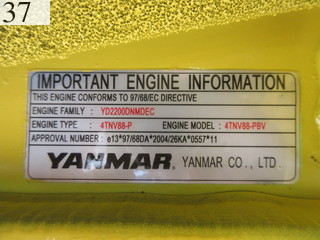 37
IMPORTANT ENGINE INFORMATION
THIS ENGINE CONFORMS TO 97/68/EC DIRECTIVE
ENGINE FAMILY : YD2200DNMDEC
ENGINE TYPE : 4TNV88-P ENGINE MODEL : 4TNV88-PBV
APPROVAL NUMBER : e13*97/68DA*2004/26KA*0557*11
YANMAR YANMAR CO., LTD.